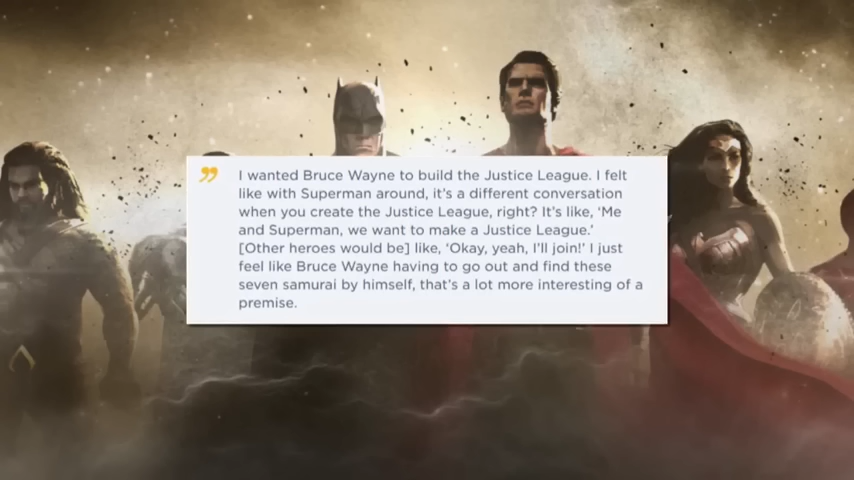 I wanted Bruce Wayne to build the Justice League. I felt
like with Superman around, it’s a different conversation
when you create the Justice League, right? It’s like, ‘Me
and Superman, we want to make a Justice League.’
[Other heroes would be] like, ‘Okay, yeah, I’ll join!’ I just
feel like Bruce Wayne having to go out and find these
seven samurai by himself, that’s a lot more interesting of a
premise.